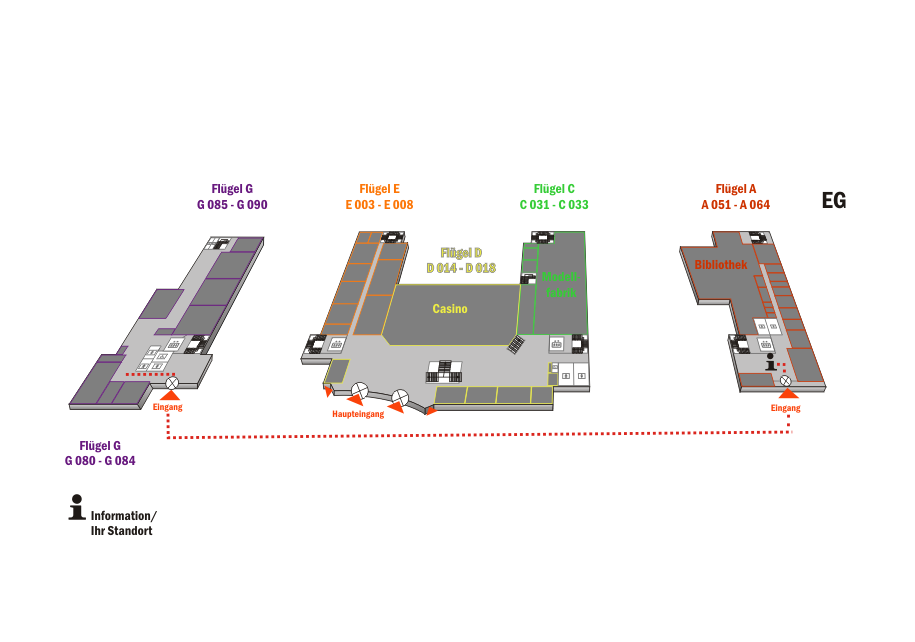 Flügel G
G 085 - G 090
Flügel E
E 003 - E 008
Flügel C
C 031 - C 033
Flügel A
A 051 - A 064
EG
Flügel D
D 014 - D 018
Bibliothek
Modell-
fabrik
Casino
Eingang
Haupteingang
Eingang
Flügel G
G 080 - G 084
Information/
Ihr Standort